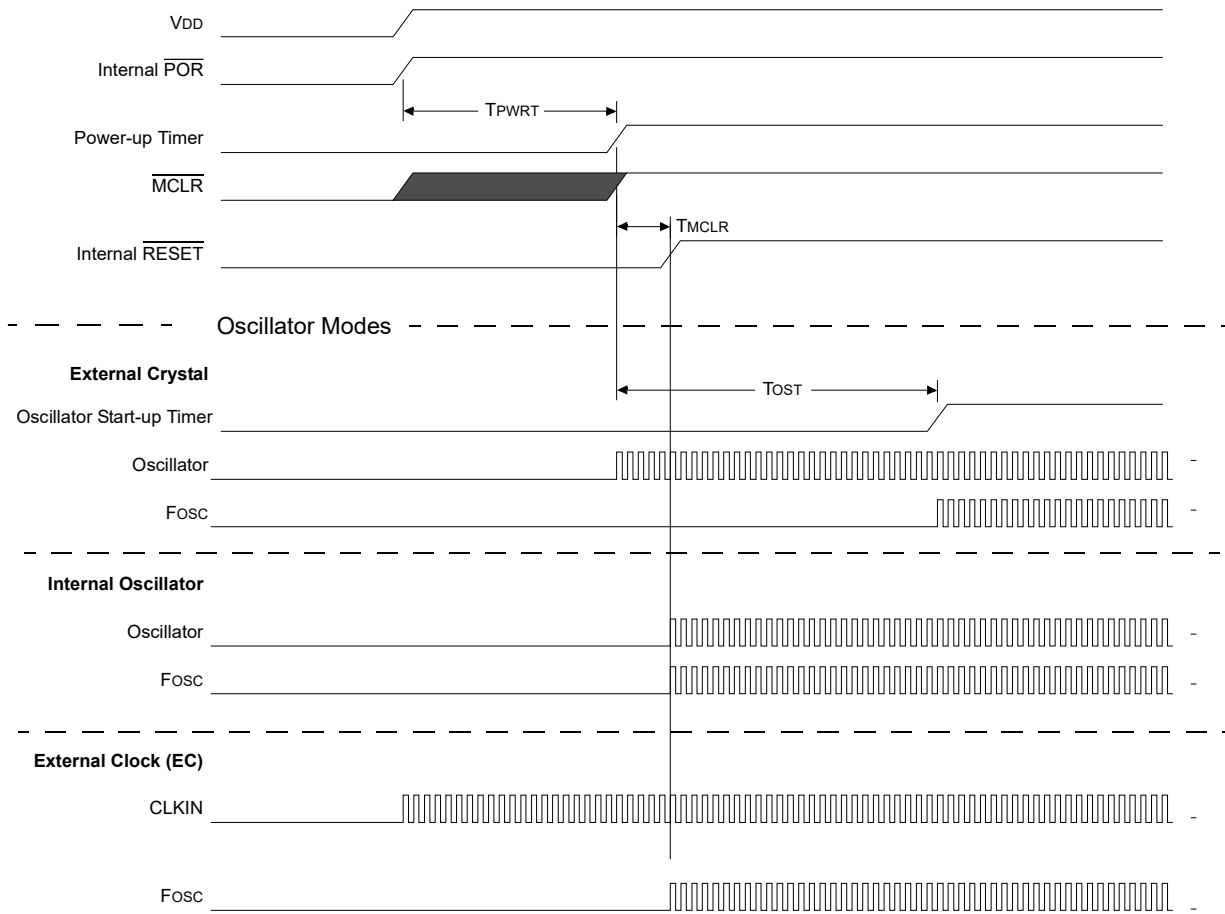 VDD
Internal POR
TPWRT
Power-up Timer
MCLR
TMCLR
Internal RESET
Oscillator Modes
External Crystal
TOST
Oscillator Start-up Timer
Oscillator
FOSC
Internal Oscillator
Oscillator
FOSC
External Clock (EC)
CLKIN
FOSC